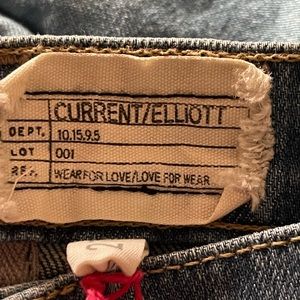 CURRENT/ELLIOTT
DEPT. 10.15.9.5
LOT 001
REF. WEAR FOR LOVE/LOVE FOR WEAR